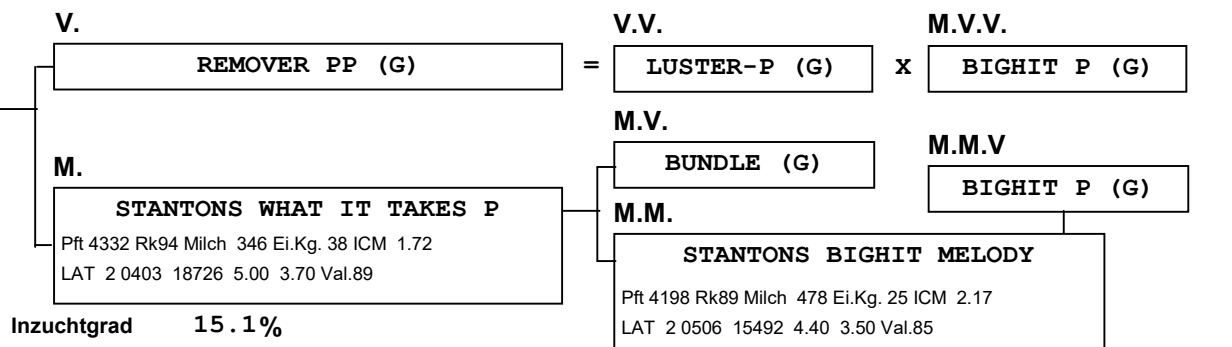 V.
V.V.
M.V.V.
REMOVER PP (G)
=
LUSTER-P (G)
X
BIGHIT P (G)
M.V.
BUNDLE (G)
M.M.V
BIGHIT P (G)
M.
STANTONS WHAT IT TAKES P
Pft 4332 Rk94 Milch 346 Ei.Kg. 38 ICM 1.72
LAT 2 0403 18726 5.00 3.70 Val.89
M.M.
STANTONS BIGHIT MELODY
Pft 4198 Rk89 Milch 478 Ei.Kg. 25 ICM 2.17
LAT 2 0506 15492 4.40 3.50 Val.85
Inzuchtgrad 15.1%